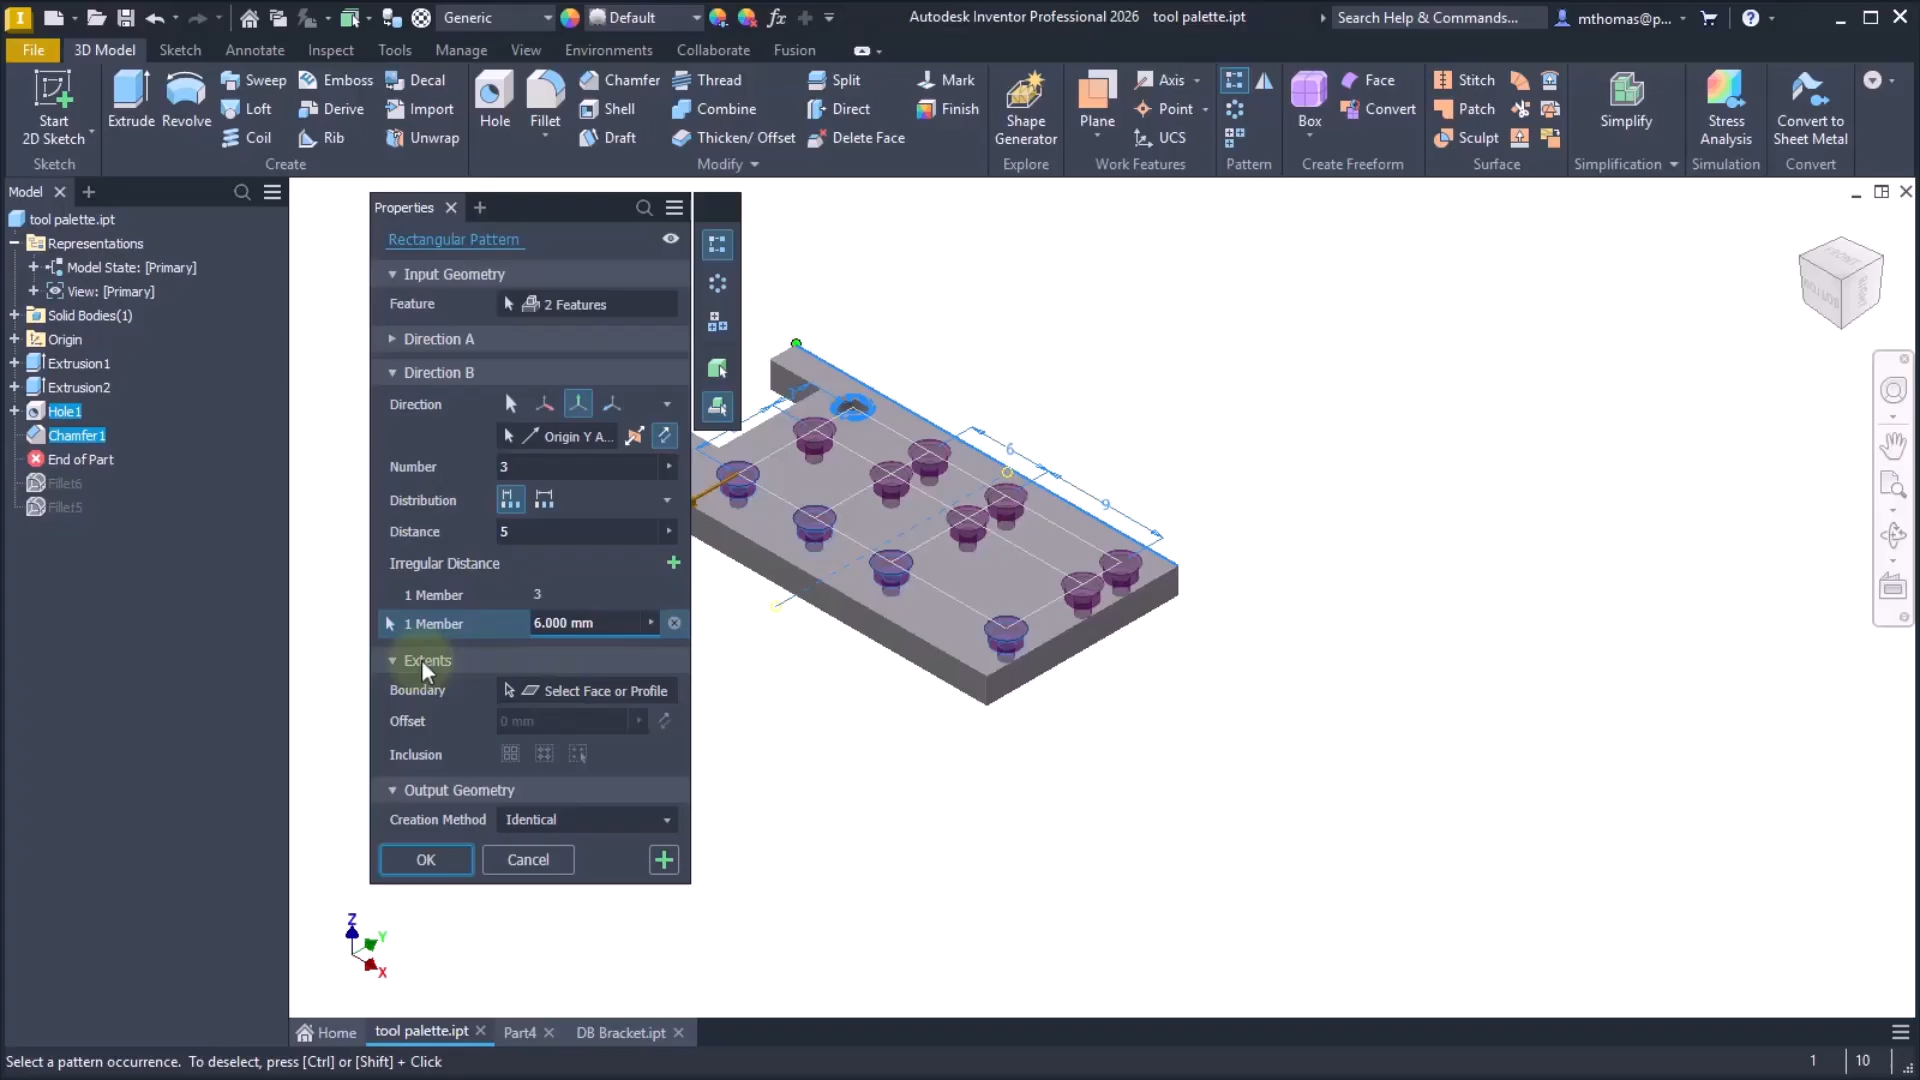 I
Generic
Default
fx
Autodesk Inventor Professional 2026 tool palette.ipt
Search Help & Commands...
mthomas@p...
File
3D Model
Sketch
Annotate
Inspect
Tools
Manage
View
Environments
Collaborate
Fusion
Start
2D Sketch
Sketch
Extrude
Revolve
Sweep
Loft
Coil
Emboss
Derive
Rib
Decal
Import
Unwrap
Create
Hole
Fillet
Chamfer
Shell
Draft
Thread
Combine
Thicken/ Offset
Split
Direct
Delete Face
Modify
Mark
Finish
Shape
Generator
Explore
Plane
Axis
Point
UCS
Work Features
Pattern
Box
Face
Convert
Create Freeform
Stitch
Patch
Sculpt
Surface
Simplify
Simplification
Stress
Analysis
Simulation
Convert to
Sheet Metal
Convert
Model
tool palette.ipt
Representations
Model State: [Primary]
View: [Primary]
Solid Bodies(1)
Origin
Extrusion1
Extrusion2
Hole1
Chamfer1
End of Part
Fillet6
Fillet5
Properties
Rectangular Pattern
Input Geometry
Feature
2 Features
Direction A
Direction B
Direction
Origin Y A...
Number
3
Distribution
Distance
5
Irregular Distance
1 Member
3
1 Member
6.000 mm
Extents
Boundary
Select Face or Profile
Offset
0 mm
Inclusion
Output Geometry
Creation Method
Identical
OK
Cancel
6
9
FRONT
RIGHT
BOTTOM
Z
Y
X
Home
tool palette.ipt
Part4
DB Bracket.ipt
Select a pattern occurrence. To deselect, press [Ctrl] or [Shift] + Click
1
10